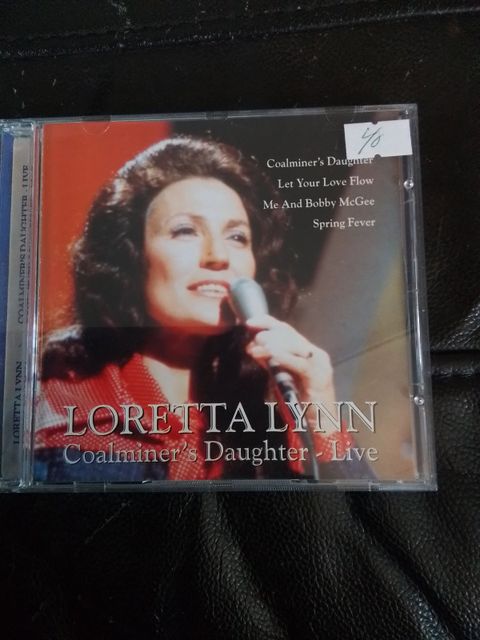 Coalminer's Daughter
Let Your Love Flow
Me And Bobby McGee
Spring Fever
LORETTA LYNN
Coalminer's Daughter - Live
LORETTA LYNN
COALMINER'S DAUGHTER - LIVE